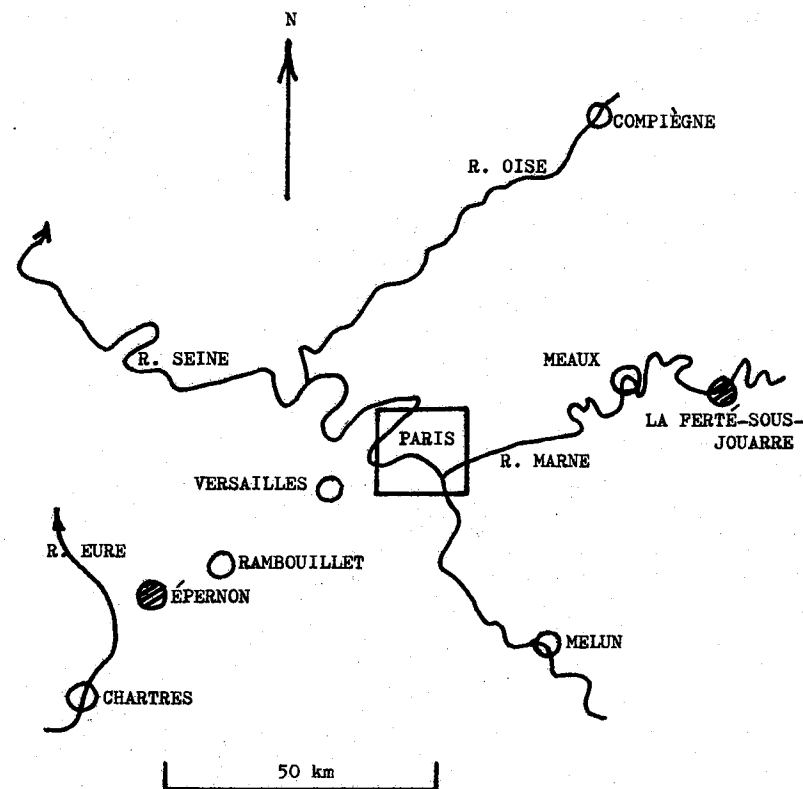 N
COMPIÈGNE
R. OISE
R. SEINE
MEAUX
LA FERTÉ-SOUS-
JOUARRE
PARIS
R. MARNE
VERSAILLES
R. EURE
RAMBOUILLET
ÉPERNON
MELUN
CHARTRES
50 km